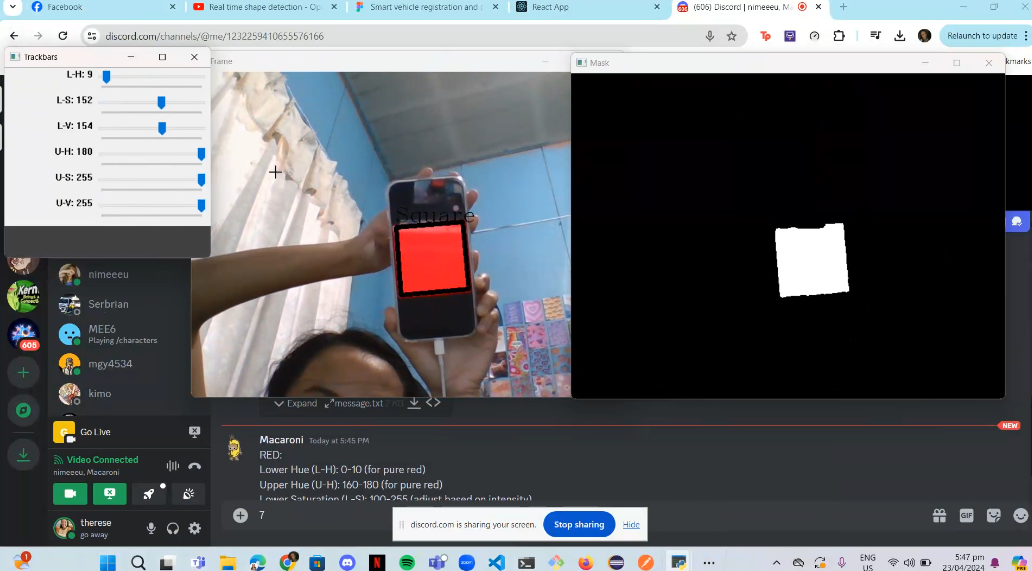 Facebook
Real time shape detection - Op
Smart vehicle registration and
React App
(606) Discord | nimeeeu, Ma
discord.com/channels/@me/1232259410655576166
Relaunch to update
kmarks
Trackbars
Frame
Mask
L-H: 9
L-S: 152
L-V: 154
U-H: 180
U-S: 255
U-V: 255
Square
nimeeeu
Serbrian
MEE6
Playing /characters
mgy4534
kimo
605
Go Live
Video Connected
nimeeeu, Macaroni
therese
go away
Expand
message.txt
NEW
Macaroni Today at 5:45 PM
RED:
Lower Hue (L-H): 0-10 (for pure red)
Upper Hue (U-H): 160-180 (for pure red)
Lower Saturation (L-S): 100-255 (adjust based on intensity)
7
GIF
discord.com is sharing your screen.
Stop sharing
Hide
ENG
US
5:47 pm
23/04/2024